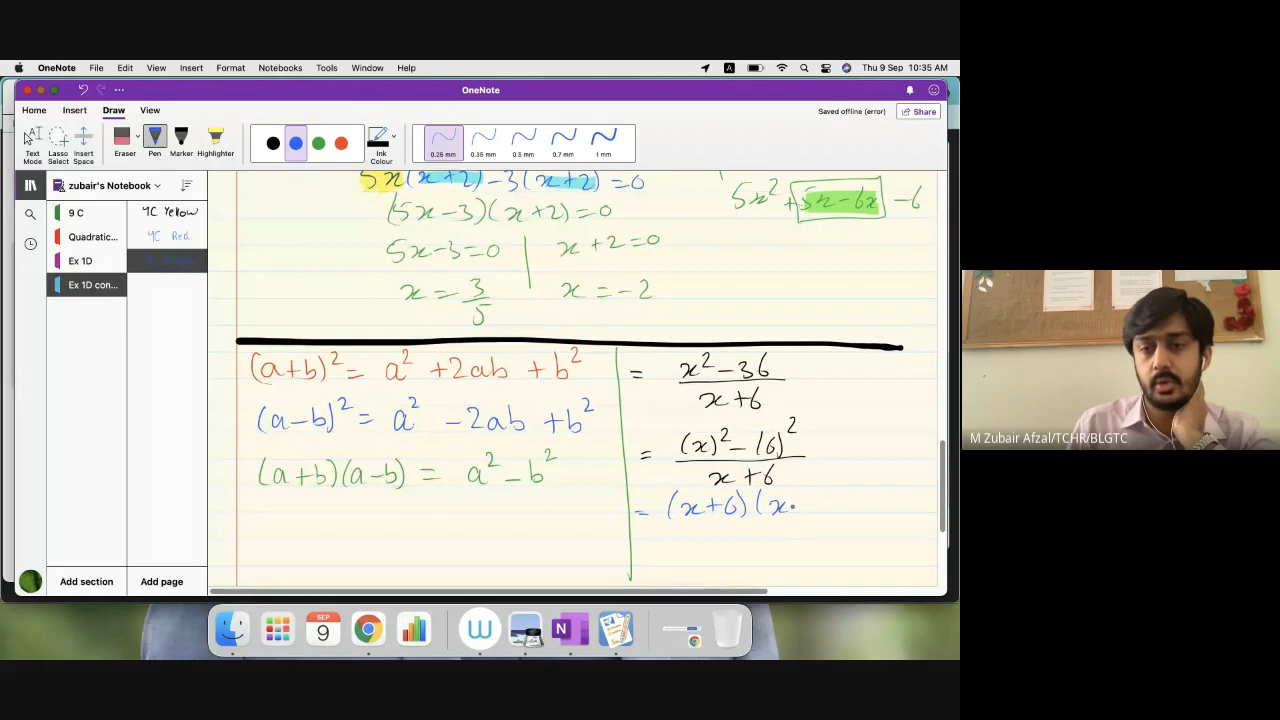 OneNote File Edit View Insert Format Notebooks Tools Window Help A Thu 9 Sep 10:35 AM
OneNote
Home Insert Draw View
Saved offline (error) Share
Text Mode Lasso Select Insert Space Eraser Pen Marker Highlighter Ink Colour 0.25 mm 0.35 mm 0.5 mm 0.7 mm 1 mm
zubair's Notebook
9 C
Quadratic...
Ex 1D
Ex 1D con...
9C Yellow
9C Red
5x(x+2)-3(x+2)=0
(5x-3)(x+2)=0
5x-3=0 | x+2=0
x = 3/5 x = -2
5x² + 5x-6x -6
(a+b)² = a² +2ab +b²
(a-b)² = a² -2ab +b²
(a+b)(a-b) = a² - b²
= x²-36 / x+6
= (x)² - (6)² / x+6
= (x+6)(x
Add section Add page
SEP
9
W
N
M Zubair Afzal/TCHR/BLGTC